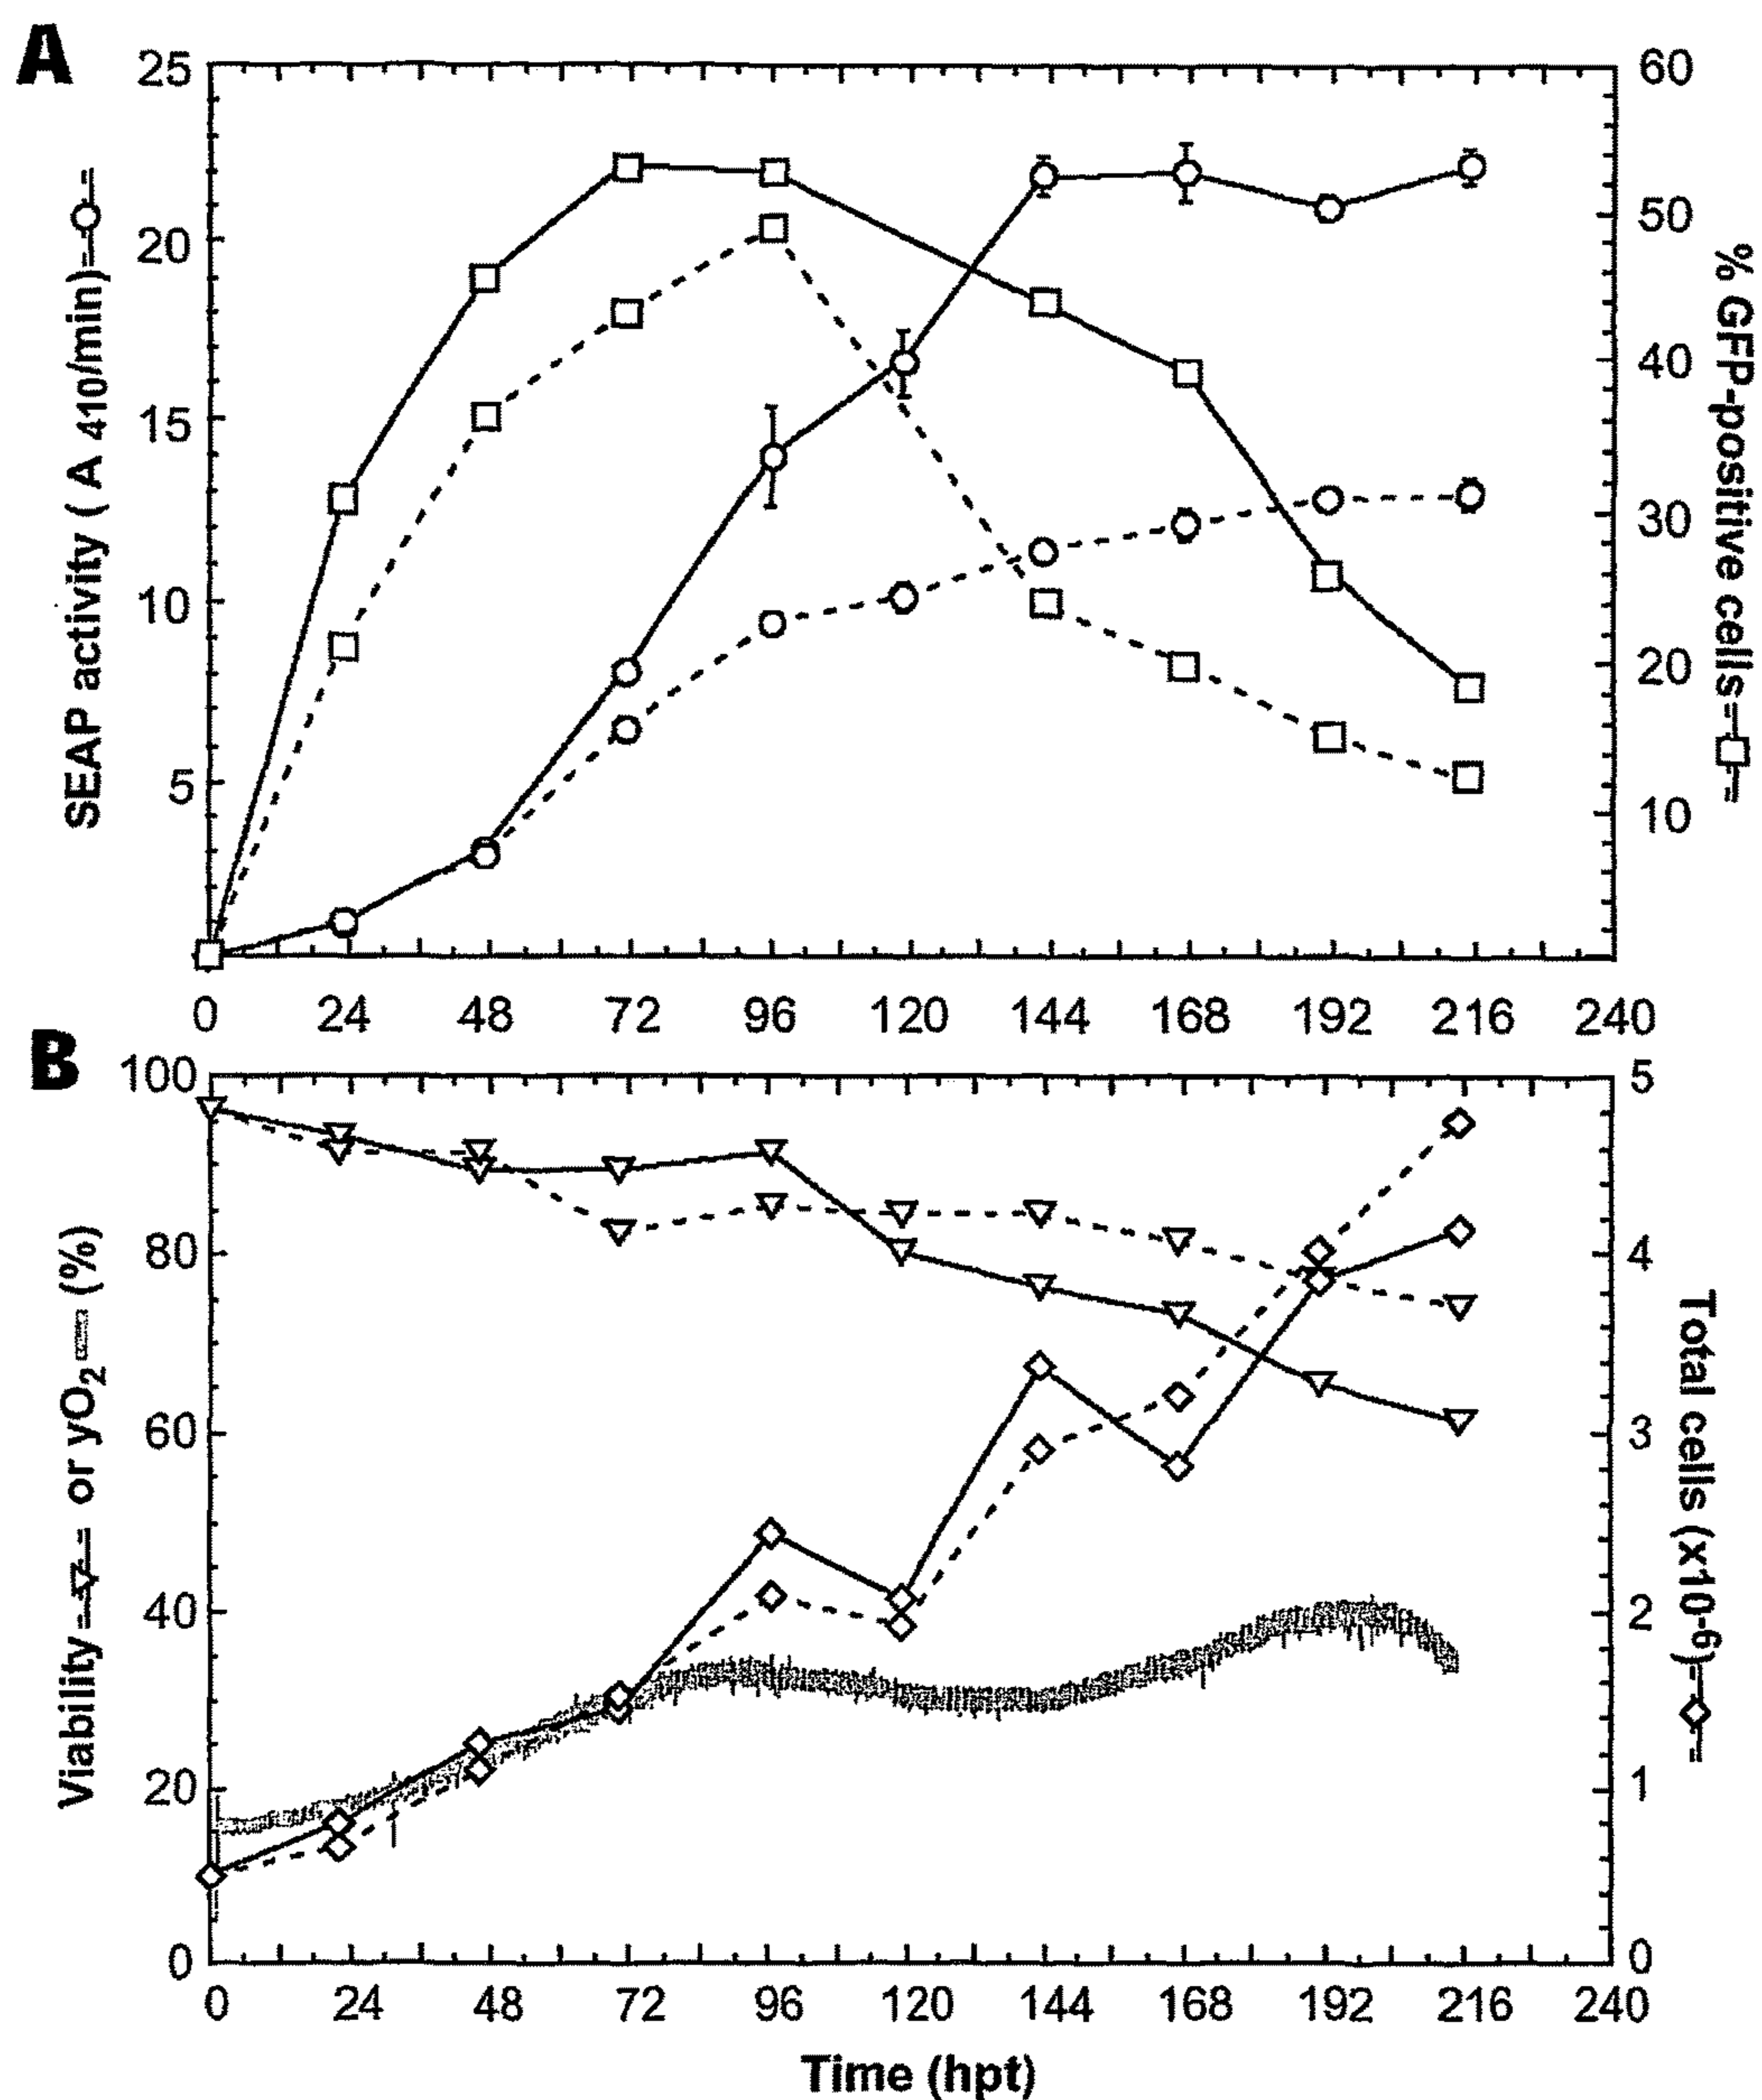 A
25
20
15
10
5
SEAP activity ( A 410/min)
60
50
40
30
20
10
% GFP-positive cells
0 24 48 72 96 120 144 168 192 216 240
B
100
80
60
40
20
0
Viability or yO2 (%)
5
4
3
2
1
0
Total cells (x10-6)
0 24 48 72 96 120 144 168 192 216 240
Time (hpt)